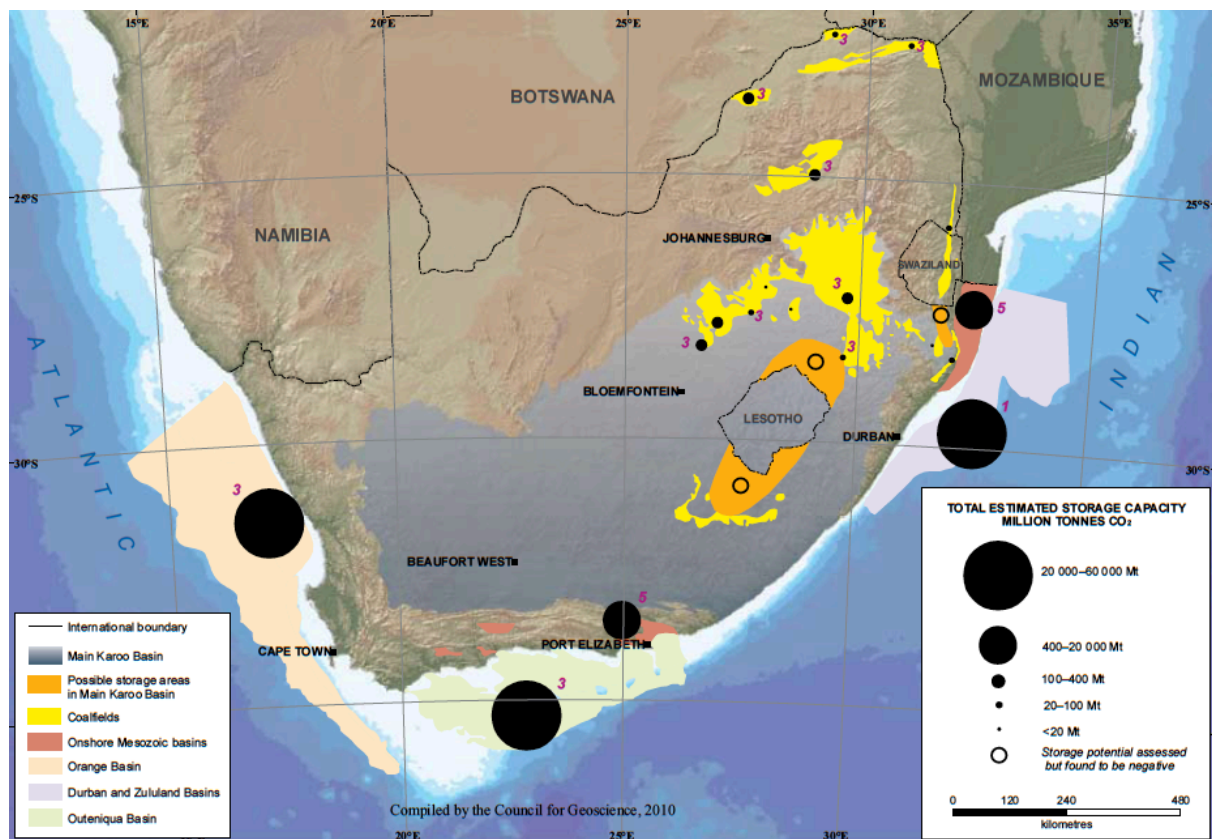 15°E
20°E
25°E
30°E
35°E
3
3
MOZAMBIQUE
BOTSWANA
3
3
25°S
25°S
NAMIBIA
JOHANNESBURG
SWAZILAND
3
5
3
3
3
ATLANTIC
INDIAN
BLOEMFONTEIN
LESOTHO
1
DURBAN
30°S
30°S
3
BEAUFORT WEST
5
CAPE TOWN
PORT ELIZABETH
3
TOTAL ESTIMATED STORAGE CAPACITY
MILLION TONNES CO₂
20 000–60 000 Mt
400–20 000 Mt
100–400 Mt
20–100 Mt
<20 Mt
Storage potential assessed
but found to be negative
0 120 240 480
kilometres
International boundary
Main Karoo Basin
Possible storage areas
in Main Karoo Basin
Coalfields
Onshore Mesozoic basins
Orange Basin
Durban and Zululand Basins
Outeniqua Basin
Compiled by the Council for Geoscience, 2010
20°E
25°E
30°E